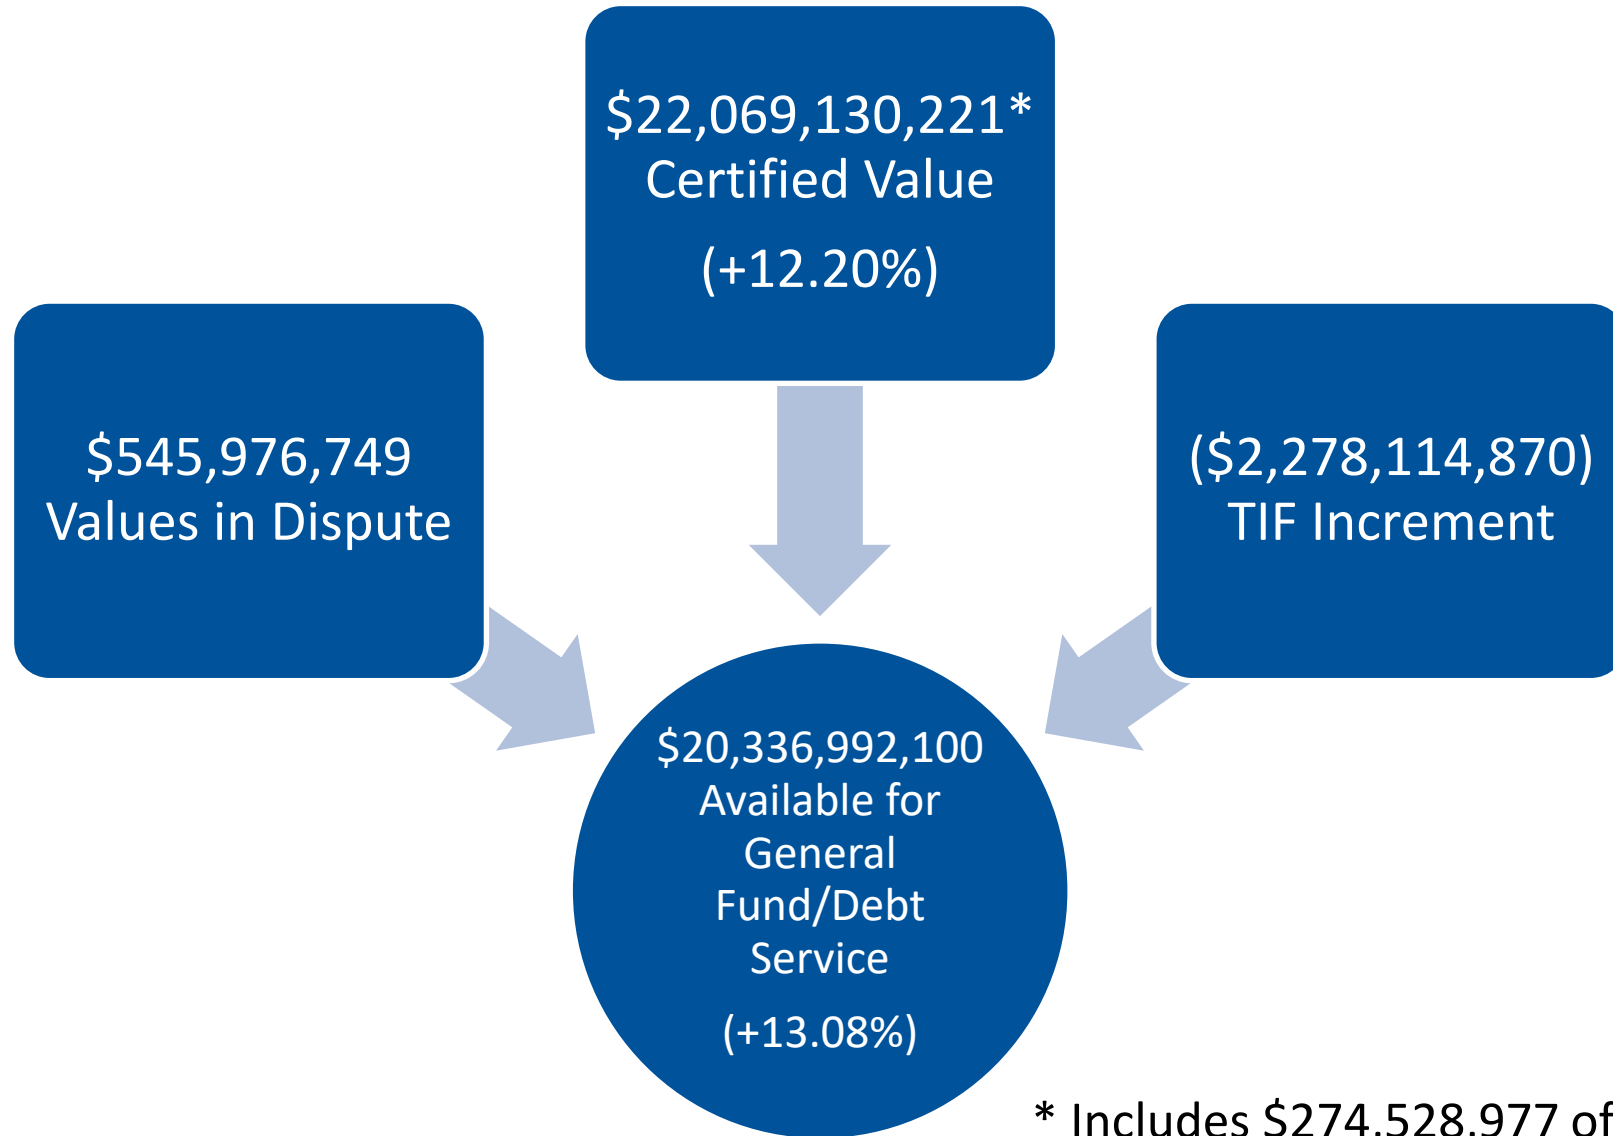 $22,069,130,221*
Certified Value
(+12.20%)
$545,976,749
Values in Dispute
($2,278,114,870)
TIF Increment
$20,336,992,100
Available for
General
Fund/Debt
Service
(+13.08%)
* Includes $274,528,977 of